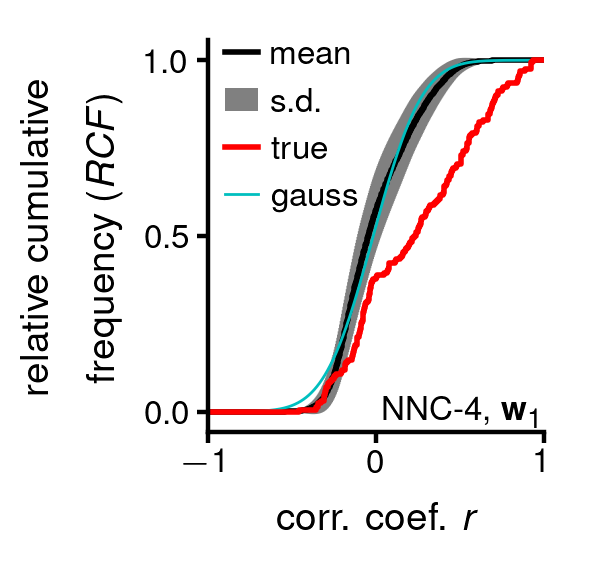 relative cumulative
frequency (RCF)
1.0
0.5
0.0
mean
s.d.
true
gauss
NNC-4, w1
−1
0
1
corr. coef. r